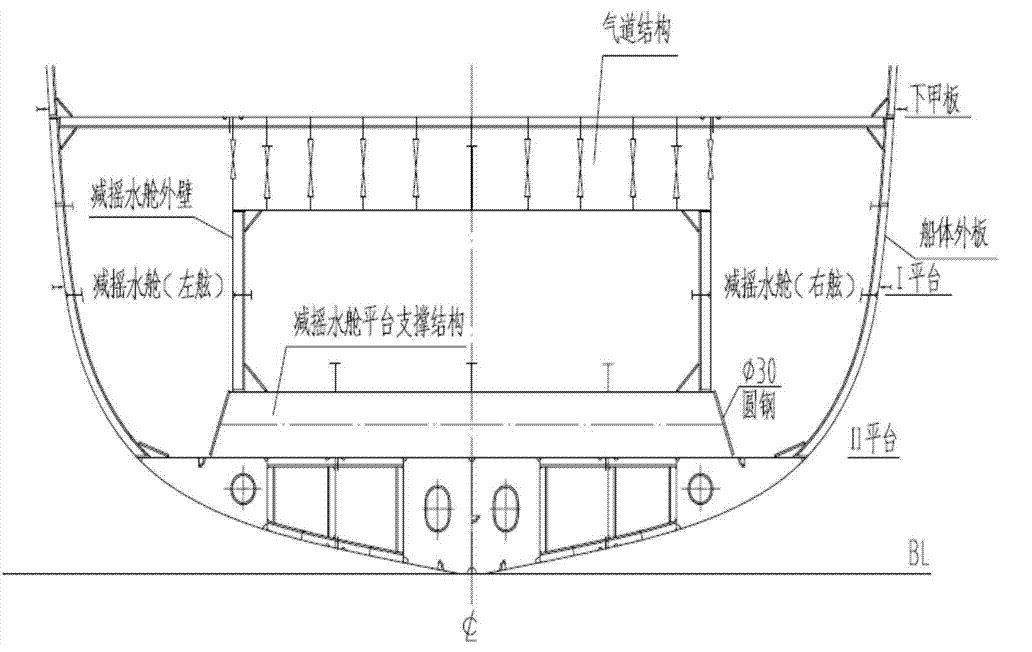 气道结构
下甲板
减摇水舱外壁
船体外板
减摇水舱(左舷)
减摇水舱(右舷)
I平台
减摇水舱平台支撑结构
Φ30
圆钢
II平台
BL
℄